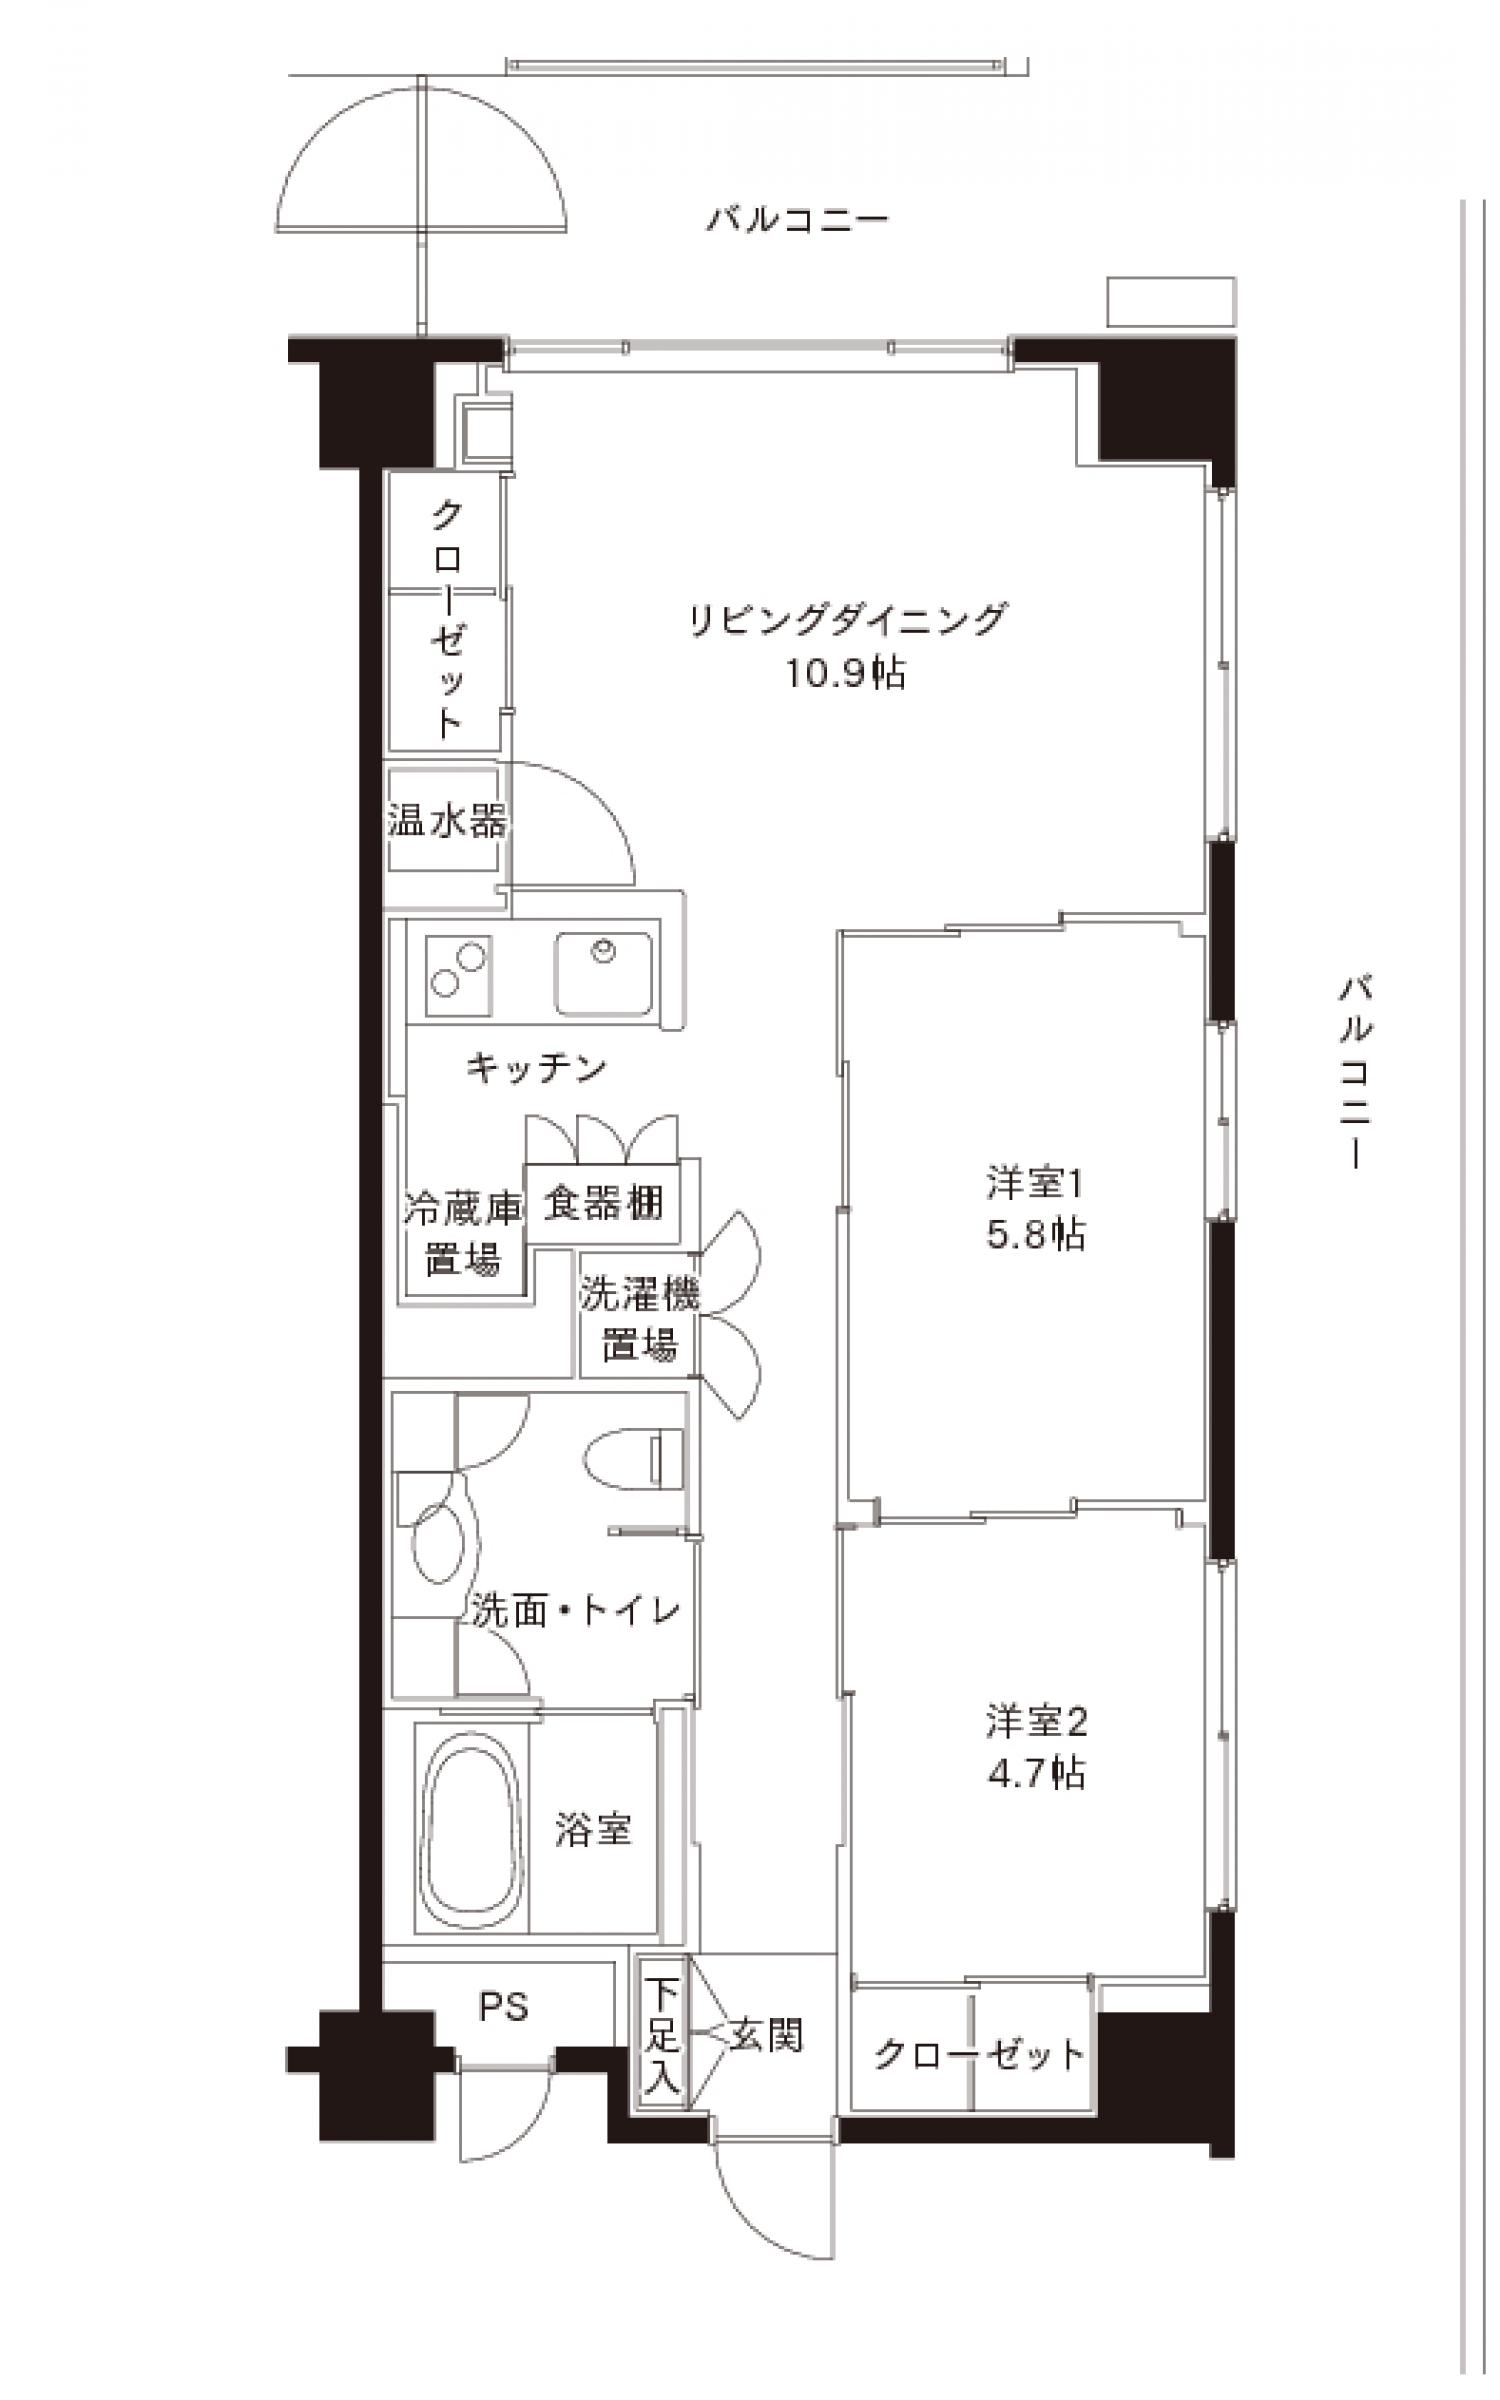 バルコニー
クローゼット
リビングダイニング
10.9帖
温水器
キッチン
バルコニー
冷蔵庫
置場
食器棚
洗濯機
置場
洋室1
5.8帖
洗面・トイレ
洋室2
4.7帖
浴室
PS
下足入
玄関
クローゼット